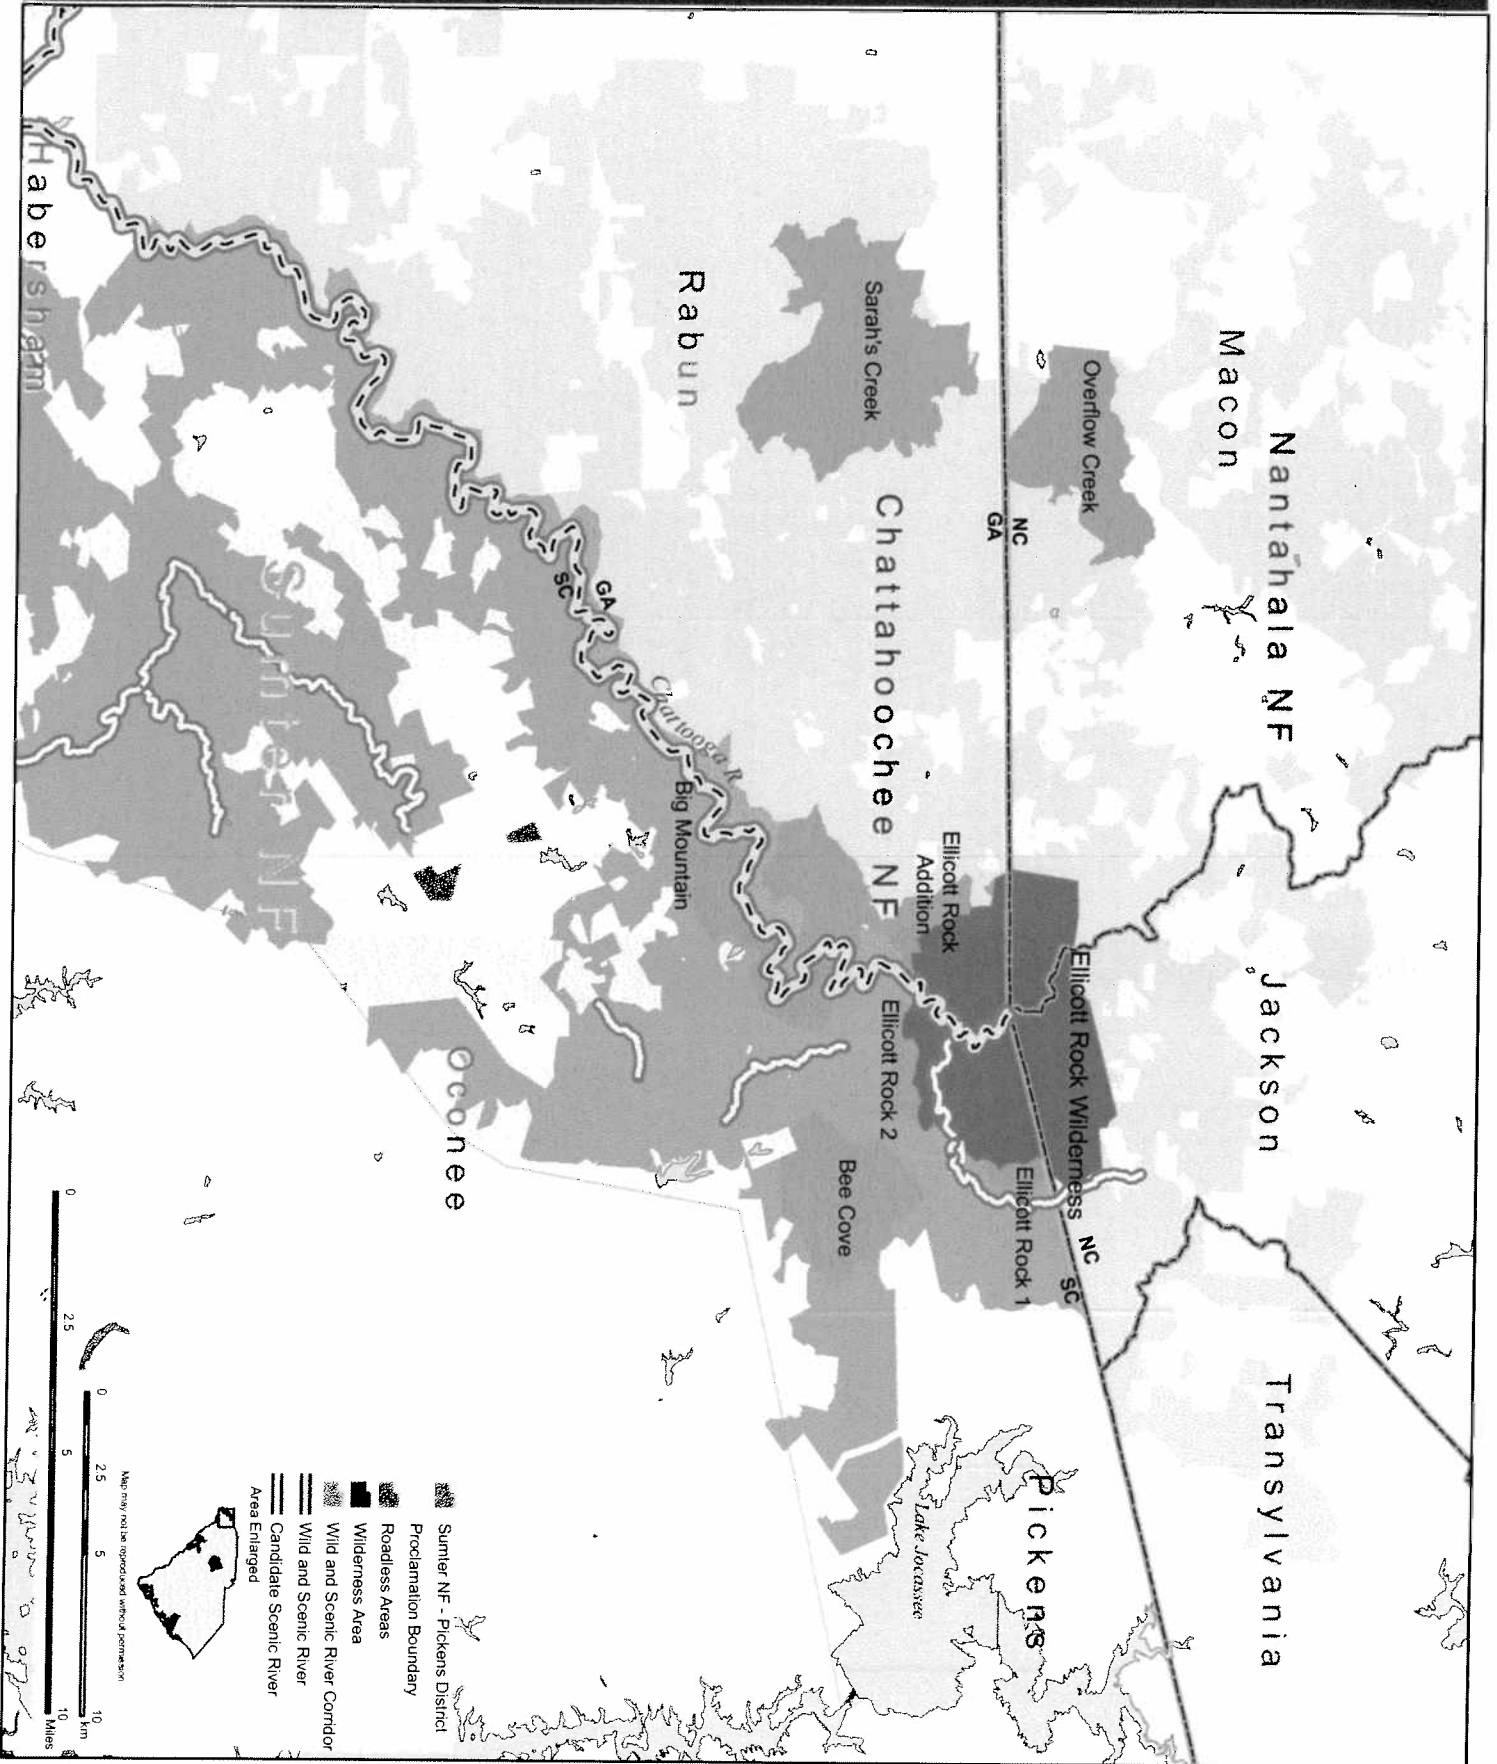 Nantahala NF
Macon
Jackson
Transylvania
Overflow Creek
NC
GA
Ellicott Rock Wilderness
NC
SC
Ellicott Rock 1
Pickens
Sarah's Creek
Chattahoochee NF
Ellicott Rock
Addition
Ellicott Rock 2
Bee Cove
Lake Jocassee
Rabun
GA
SC
Chattooga R
Big Mountain
Oconee
Sumter NF
Habersham
Sumter NF - Pickens District
Proclamation Boundary
Roadless Areas
Wilderness Area
Wild and Scenic River Corridor
Wild and Scenic River
Candidate Scenic River
Area Enlarged
Map may not be reproduced without permission
0 2.5 5 10
km
0 2.5 5 10
Miles